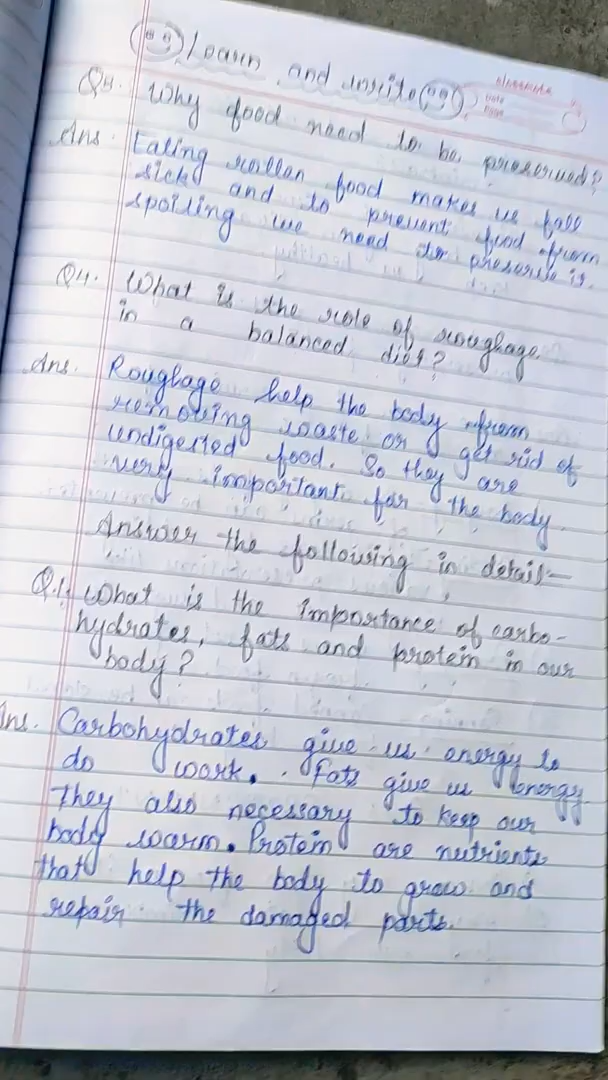 Learn and write
Q4. Why food need to be preserved?
Ans. Eating rotten food makes us fall
sick and to prevent food from
spoiling we need to preserve it.
Q4. What is the role of roughage
in a balanced diet?
Ans. Roughage help the body from
removing waste or get rid of
undigested food. So they are
very important for the body.
Answer the following in detail—
Q.1. What is the importance of carbo-
hydrates, fats and protein in our
body?
Ans. Carbohydrates give us energy to
do work. Fats give us energy
They also necessary to keep our
body warm. Protein are nutrients
that help the body to grow and
repair the damaged parts.